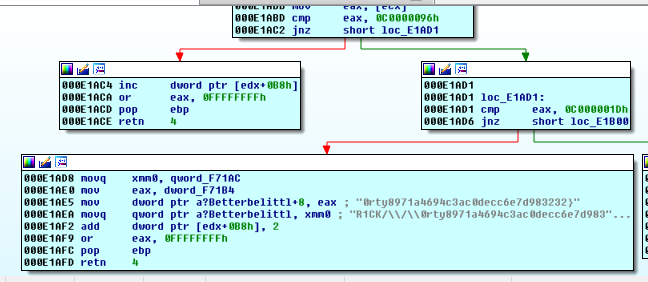 000E1ABB mov eax, [ecx]
000E1ABD cmp eax, 0C0000096h
000E1AC2 jnz short loc_E1AD1
000E1AC4 inc dword ptr [edx+0B8h]
000E1ACA or eax, 0FFFFFFFFh
000E1ACD pop ebp
000E1ACE retn 4
000E1AD1
000E1AD1 loc_E1AD1:
000E1AD1 cmp eax, 0C000001Dh
000E1AD6 jnz short loc_E1B00
000E1AD8 movq xmm0, qword_F71AC
000E1AE0 mov eax, dword_F71B4
000E1AE5 mov dword ptr a?Betterbelittl+8, eax ; "0rty8971a4694c3ac0decc6e7d983232}"
000E1AEA movq qword ptr a?Betterbelittl, xmm0 ; "R1CK/\\/\\0rty8971a4694c3ac0decc6e7d983"...
000E1AF2 add dword ptr [edx+0B8h], 2
000E1AF9 or eax, 0FFFFFFFFh
000E1AFC pop ebp
000E1AFD retn 4